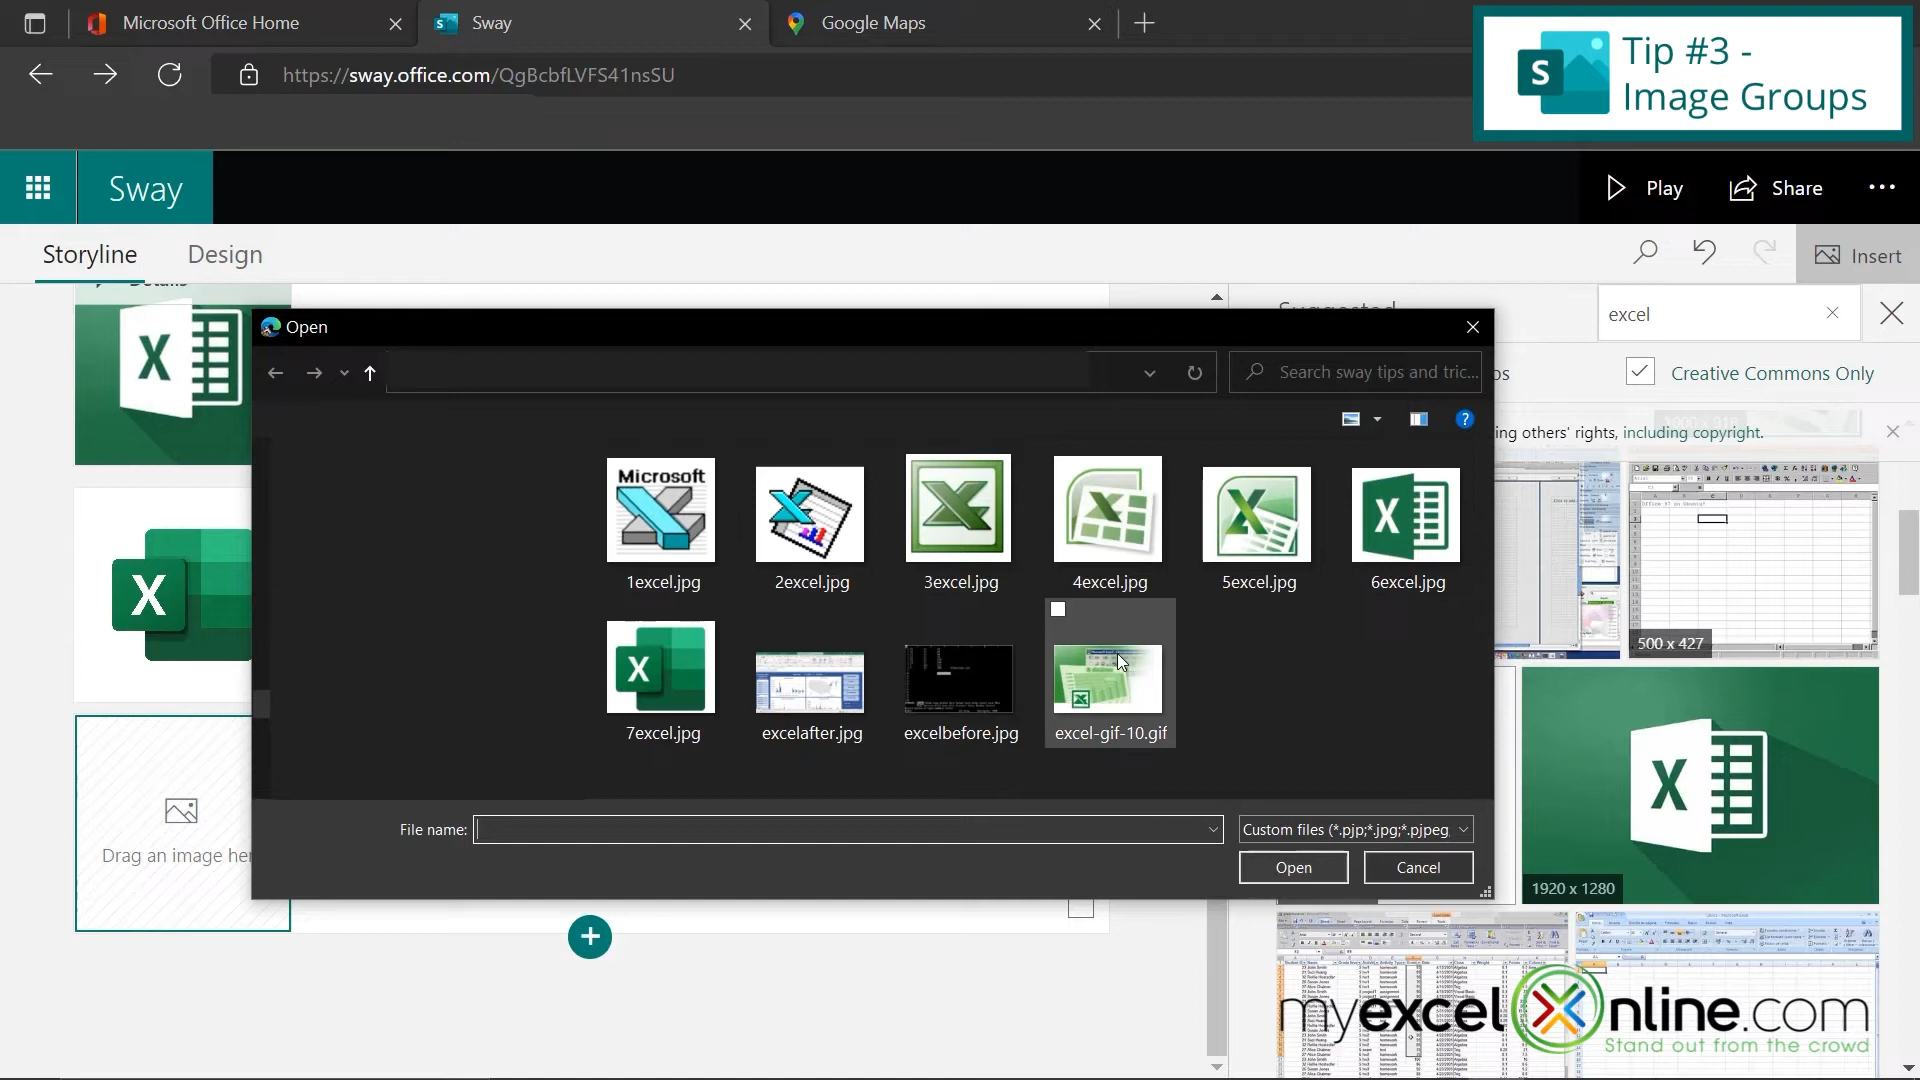 Microsoft Office Home
Sway
Google Maps
https://sway.office.com/QgBcbfLVFS41nsSU
S
Tip #3 -
Image Groups
Sway
Play
Share
Storyline
Design
Insert
Details
Suggested
excel
Open
Search sway tips and tric...
Creative Commons Only
ing others' rights, including copyright.
X
X
Microsoft
1excel.jpg
2excel.jpg
3excel.jpg
4excel.jpg
5excel.jpg
6excel.jpg
500 x 427
7excel.jpg
excelafter.jpg
excelbefore.jpg
excel-gif-10.gif
Drag an image her
File name:
Custom files (*.pjp;*.jpg;*.pjpeg
Open
Cancel
X
1920 x 1280
myexcelOnline.com
Stand out from the crowd